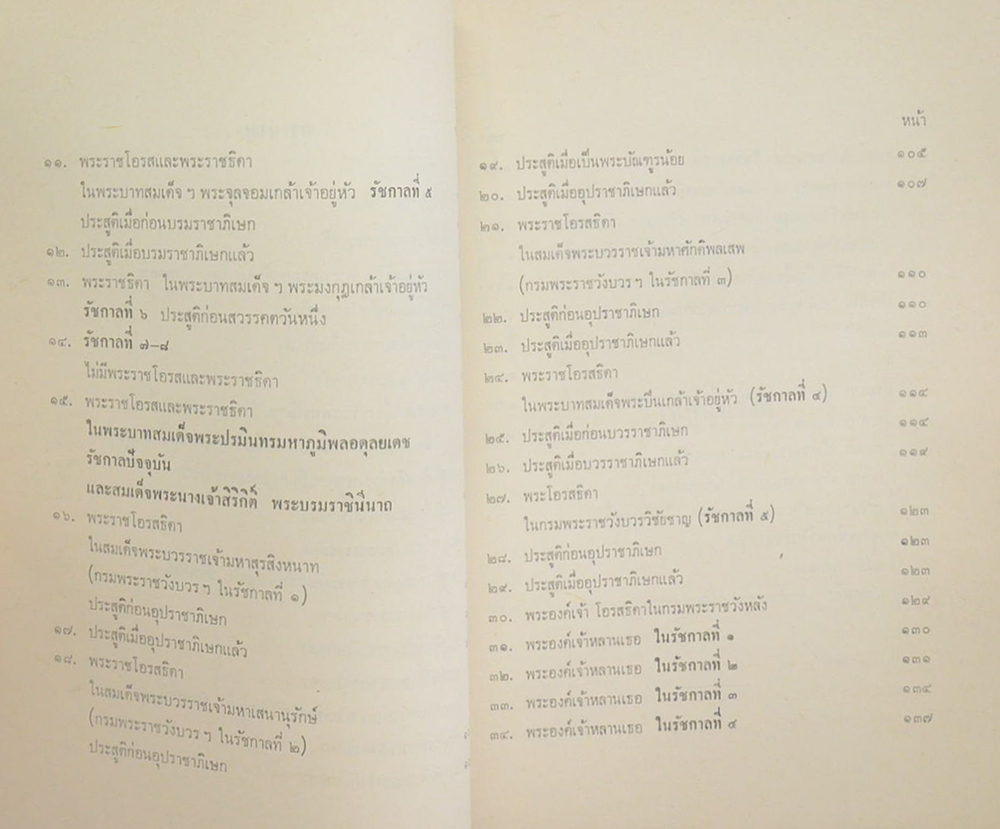 ๑๑. พระราชโอรสและพระราชธิดา
ในพระบาทสมเด็จ ฯ พระจุลจอมเกล้าเจ้าอยู่หัว รัชกาลที่ ๕
ประสูติเมื่อก่อนบรมราชาภิเษก
๑๒. ประสูติเมื่อบรมราชาภิเษกแล้ว
๑๓. พระราชธิดา ในพระบาทสมเด็จ ฯ พระมงกุฎเกล้าเจ้าอยู่หัว
รัชกาลที่ ๖ ประสูติก่อนสวรรคตวันหนึ่ง
๑๔. รัชกาลที่ ๗-๘
ไม่มีพระราชโอรสและพระราชธิดา
๑๕. พระราชโอรสและพระราชธิดา
ในพระบาทสมเด็จพระปรมินทรมหาภูมิพลอดุลยเดช
รัชกาลปัจจุบัน
และสมเด็จพระนางเจ้าสิริกิติ์ พระบรมราชินีนาถ
๑๖. พระราชโอรสธิดา
ในสมเด็จพระบวรราชเจ้ามหาสุรสิงหนาท
(กรมพระราชวังบวร ฯ ในรัชกาลที่ ๑)
ประสูติก่อนอุปราชาภิเษก
๑๗. ประสูติเมื่ออุปราชาภิเษกแล้ว
๑๘. พระราชโอรสธิดา
ในสมเด็จพระบวรราชเจ้ามหาเสนานุรักษ์
(กรมพระราชวังบวร ฯ ในรัชกาลที่ ๒)
ประสูติก่อนอุปราชาภิเษก
หน้า
๑๙. ประสูติเมื่อเป็นพระบัณฑูรน้อย ๑๐๕
๒๐. ประสูติเมื่ออุปราชาภิเษกแล้ว ๑๐๗
๒๑. พระราชโอรสธิดา
ในสมเด็จพระบวรราชเจ้ามหาศักดิพลเสพ
(กรมพระราชวังบวร ฯ ในรัชกาลที่ ๓) ๑๑๐
๒๒. ประสูติก่อนอุปราชาภิเษก ๑๑๐
๒๓. ประสูติเมื่ออุปราชาภิเษกแล้ว ๑๑๓
๒๔. พระราชโอรสธิดา
ในพระบาทสมเด็จพระปิ่นเกล้าเจ้าอยู่หัว (รัชกาลที่ ๔) ๑๑๔
๒๕. ประสูติเมื่อก่อนบวรราชาภิเษก ๑๑๔
๒๖. ประสูติเมื่อบวรราชาภิเษกแล้ว ๑๑๙
๒๗. พระโอรสธิดา
ในกรมพระราชวังบวรวิชัยชาญ (รัชกาลที่ ๕) ๑๒๓
๒๘. ประสูติก่อนอุปราชาภิเษก ๑๒๓
๒๙. ประสูติเมื่ออุปราชาภิเษกแล้ว ๑๒๓
๓๐. พระองค์เจ้า โอรสธิดาในกรมพระราชวังหลัง ๑๒๙
๓๑. พระองค์เจ้าหลานเธอ ในรัชกาลที่ ๑ ๑๓๐
๓๒. พระองค์เจ้าหลานเธอ ในรัชกาลที่ ๒ ๑๓๑
๓๓. พระองค์เจ้าหลานเธอ ในรัชกาลที่ ๓ ๑๓๔
๓๔. พระองค์เจ้าหลานเธอ ในรัชกาลที่ ๔ ๑๓๗